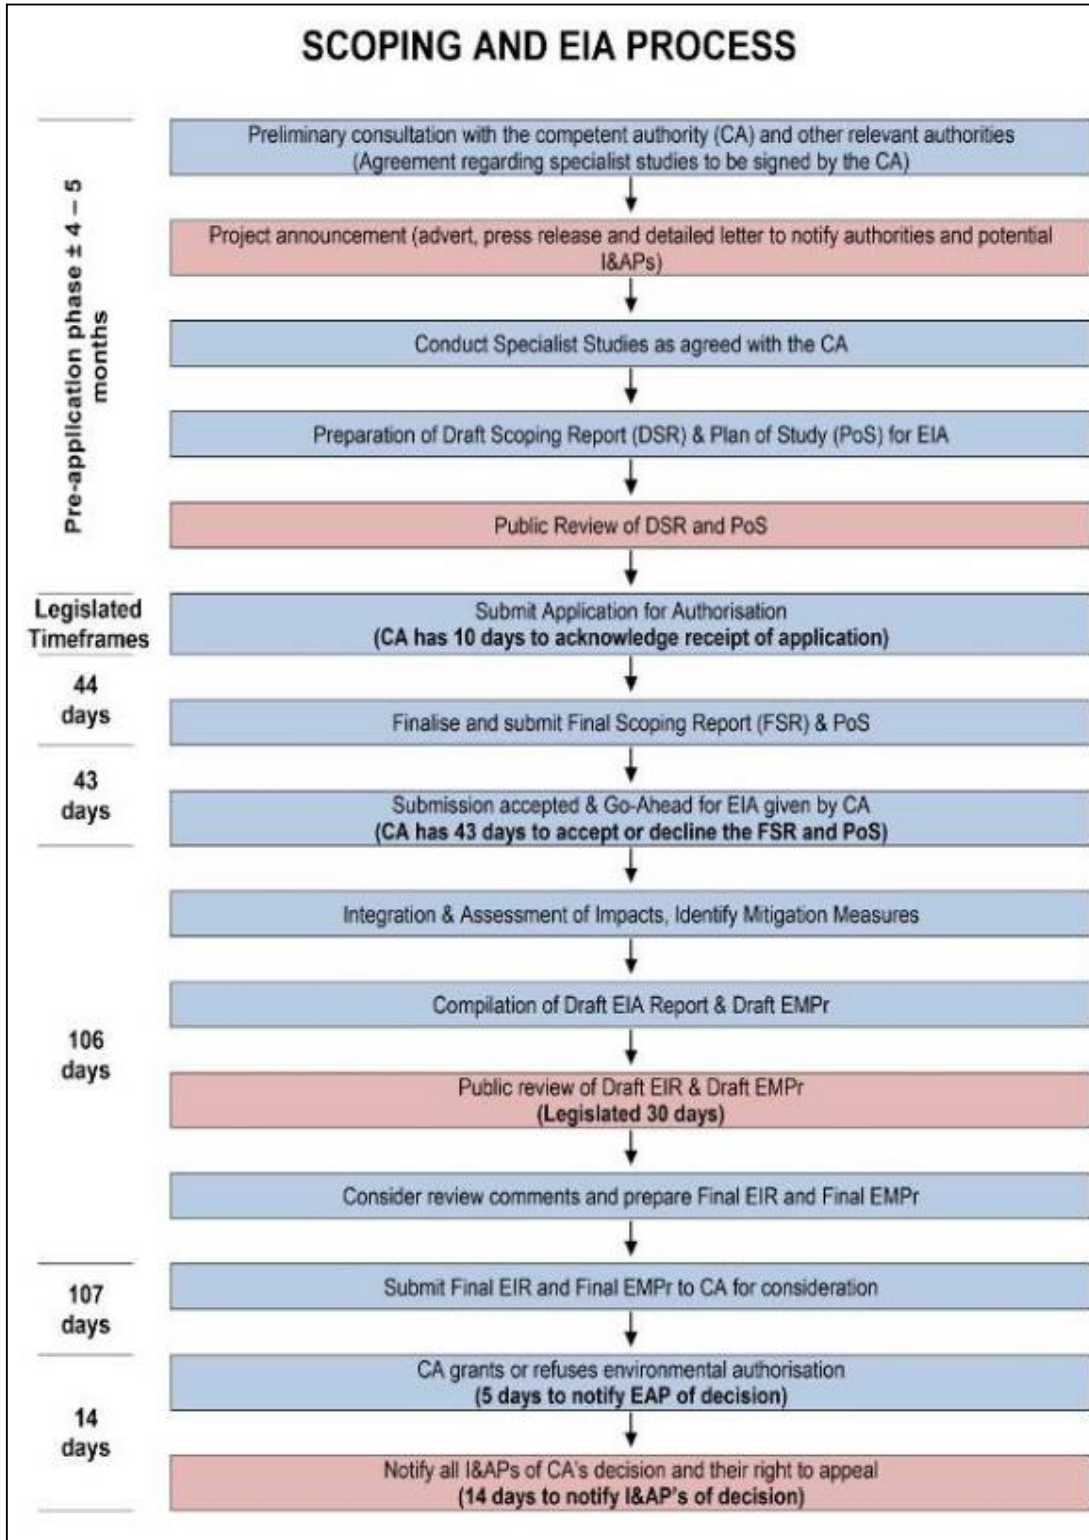 SCOPING AND EIA PROCESS
Pre-application phase ± 4 – 5
months
Preliminary consultation with the competent authority (CA) and other relevant authorities
(Agreement regarding specialist studies to be signed by the CA)
Project announcement (advert, press release and detailed letter to notify authorities and potential
I&APs)
Conduct Specialist Studies as agreed with the CA
Preparation of Draft Scoping Report (DSR) & Plan of Study (PoS) for EIA
Public Review of DSR and PoS
Legislated
Timeframes
Submit Application for Authorisation
(CA has 10 days to acknowledge receipt of application)
44
days
Finalise and submit Final Scoping Report (FSR) & PoS
43
days
Submission accepted & Go-Ahead for EIA given by CA
(CA has 43 days to accept or decline the FSR and PoS)
106
days
Integration & Assessment of Impacts, Identify Mitigation Measures
Compilation of Draft EIA Report & Draft EMPr
Public review of Draft EIR & Draft EMPr
(Legislated 30 days)
Consider review comments and prepare Final EIR and Final EMPr
107
days
Submit Final EIR and Final EMPr to CA for consideration
14
days
CA grants or refuses environmental authorisation
(5 days to notify EAP of decision)
Notify all I&APs of CA's decision and their right to appeal
(14 days to notify I&AP's of decision)